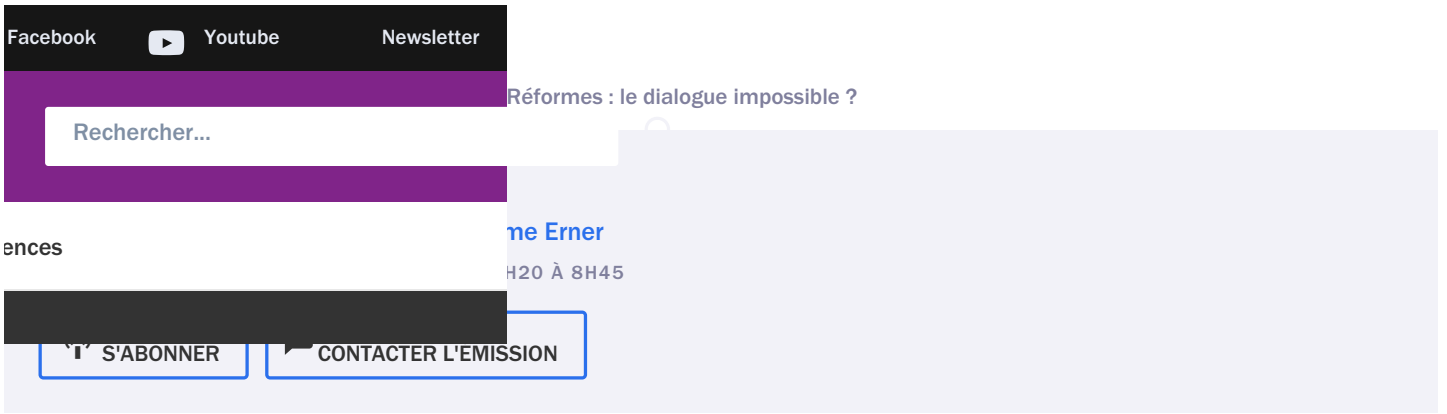 Facebook Youtube Newsletter
Réformes : le dialogue impossible ?
Rechercher...
me Erner
ences
H20 À 8H45
S'ABONNER CONTACTER L'EMISSION